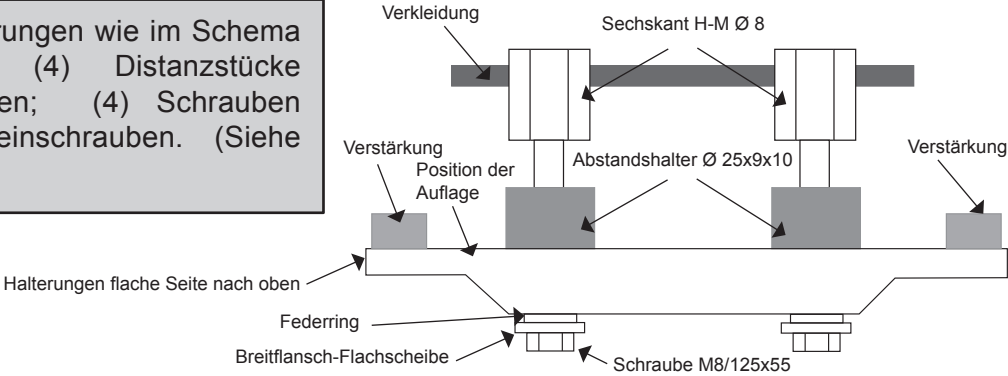 rungen wie im Schema
(4) Distanzstücke
en; (4) Schrauben
einschrauben. (Siehe
Verkleidung
Sechskant H-M Ø 8
Verstärkung
Position der
Auflage
Abstandshalter Ø 25x9x10
Verstärkung
Halterungen flache Seite nach oben
Federring
Breitflansch-Flachscheibe
Schraube M8/125x55